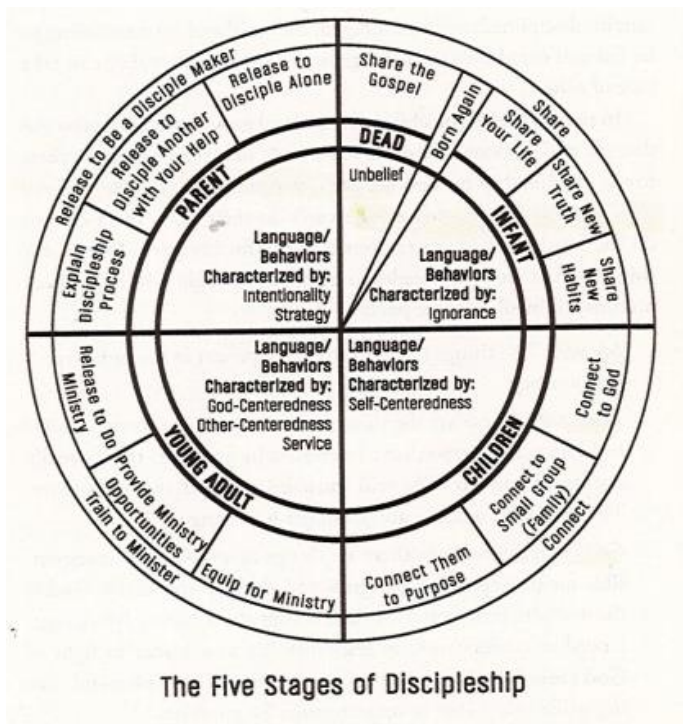 Share the
Gospel
DEAD
Unbelief
Born Again
Share
Share
Your Life
Share New
Truth
Share
New
Habits
INFANT
Language/
Behaviors
Characterized by:
Ignorance
Connect
to God
Connect to
Small Group
(Family)
Connect
Connect Them
to Purpose
CHILDREN
Language/
Behaviors
Characterized by:
Self-Centeredness
Equip for Ministry
Provide Ministry
Opportunities
Train to Minister
Release to Do
Ministry
YOUNG ADULT
Language/
Behaviors
Characterized by:
God-Centeredness
Other-Centeredness
Service
Explain
Discipleship
Process
Release to
Disciple Another
with Your Help
Release to Be a Disciple Maker
Release to
Disciple Alone
PARENT
Language/
Behaviors
Characterized by:
Intentionality
Strategy
The Five Stages of Discipleship